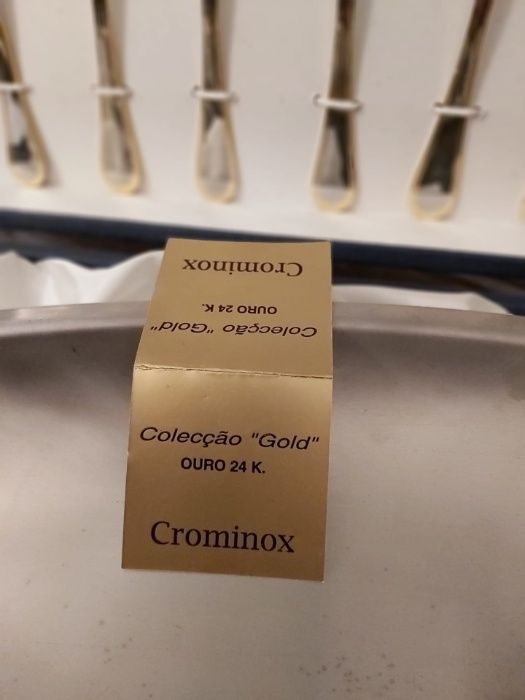 Crominox
OURO 24 K.
Colecção "Gold"
Colecção "Gold"
OURO 24 K.
Crominox